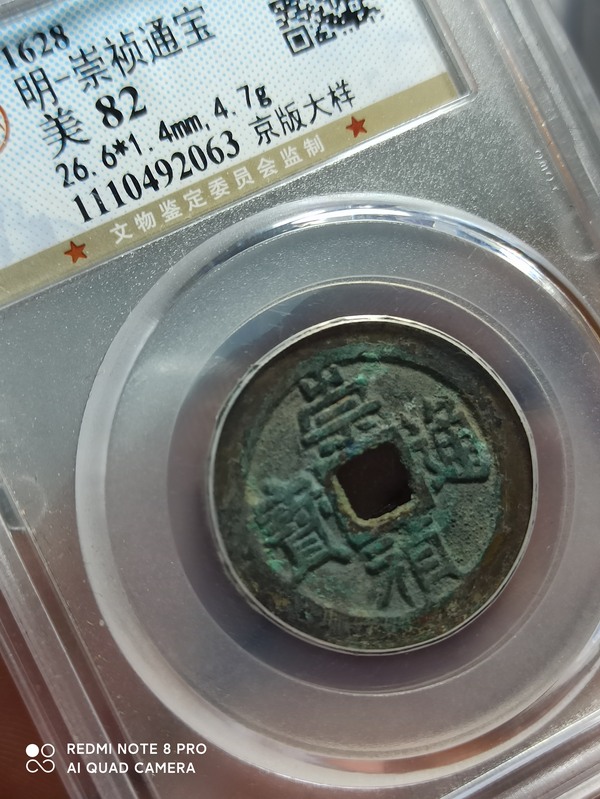 1628
明-崇祯通宝
美 82
26.6*1.4mm,4.7g
1110492063 京版大样
文物鉴定委员会监制
崇
通
寶
禎
REDMI NOTE 8 PRO
AI QUAD CAMERA